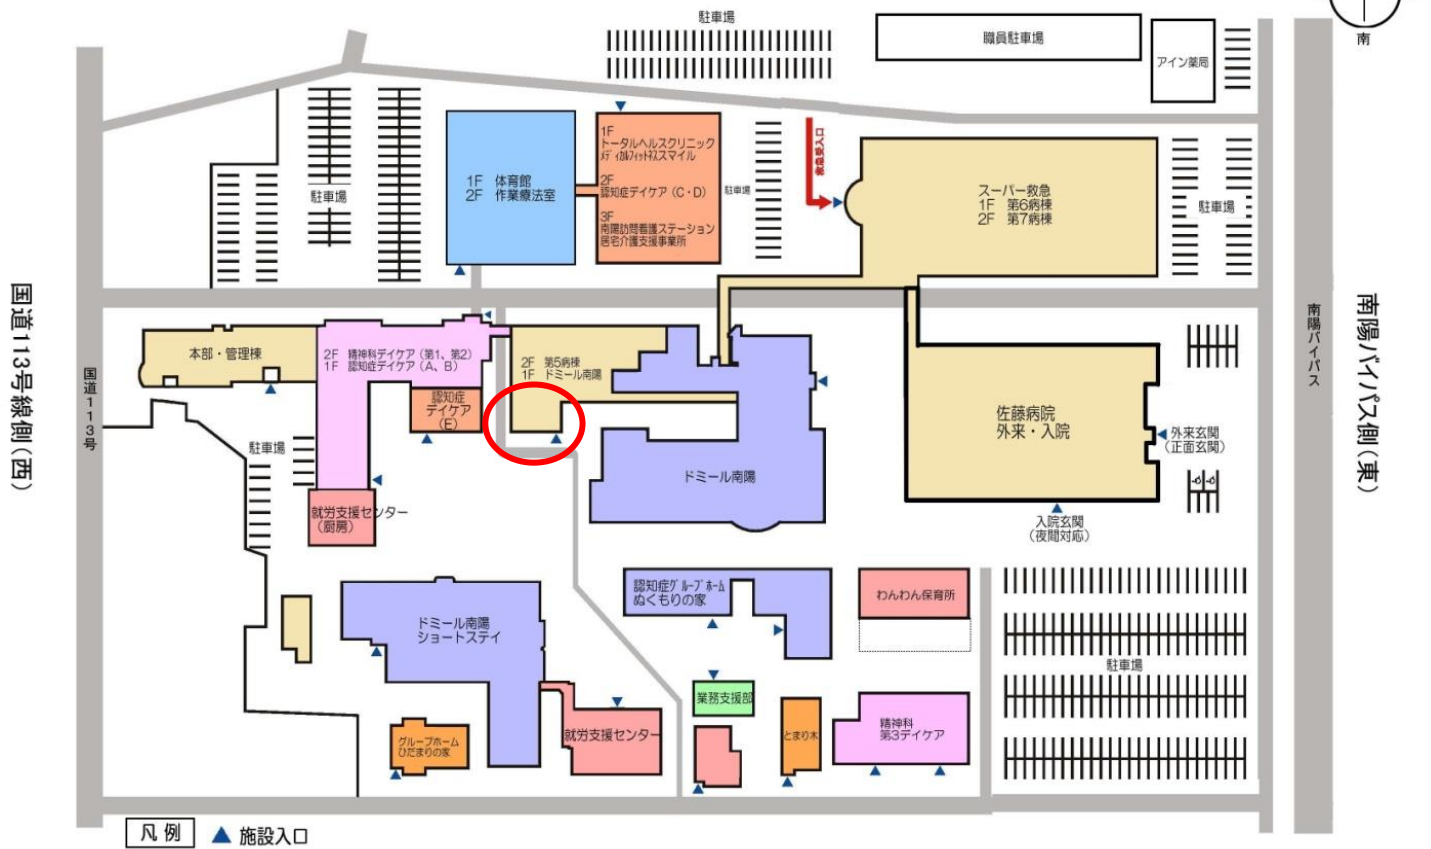 駐車場
職員駐車場
アイン薬局
南
1F
トータルヘルスクリニック
メディカルフィットネススマイル
2F
認知症デイケア（C・D）
3F
南陽訪問看護ステーション
居宅介護支援事業所
1F　体育館
2F　作業療法室
駐車場
駐車場
救急受入口
スーパー救急
1F　第6病棟
2F　第7病棟
駐車場
国道113号線側(西)
国道113号
本部・管理棟
2F　精神科デイケア（第1、第2）
1F　認知症デイケア（A、B）
認知症
デイケア
（E）
2F　第5病棟
1F　ドミール南陽
南陽バイパス
南陽バイパス側(東)
佐藤病院
外来・入院
外来玄関
（正面玄関）
入院玄関
（夜間対応）
駐車場
ドミール南陽
就労支援センター
（厨房）
ドミール南陽
ショートステイ
認知症グループホーム
ぬくもりの家
わんわん保育所
駐車場
業務支援部
グループホーム
ひだまりの家
就労支援センター
とまり木
精神科
第3デイケア
凡例
▲ 施設入口